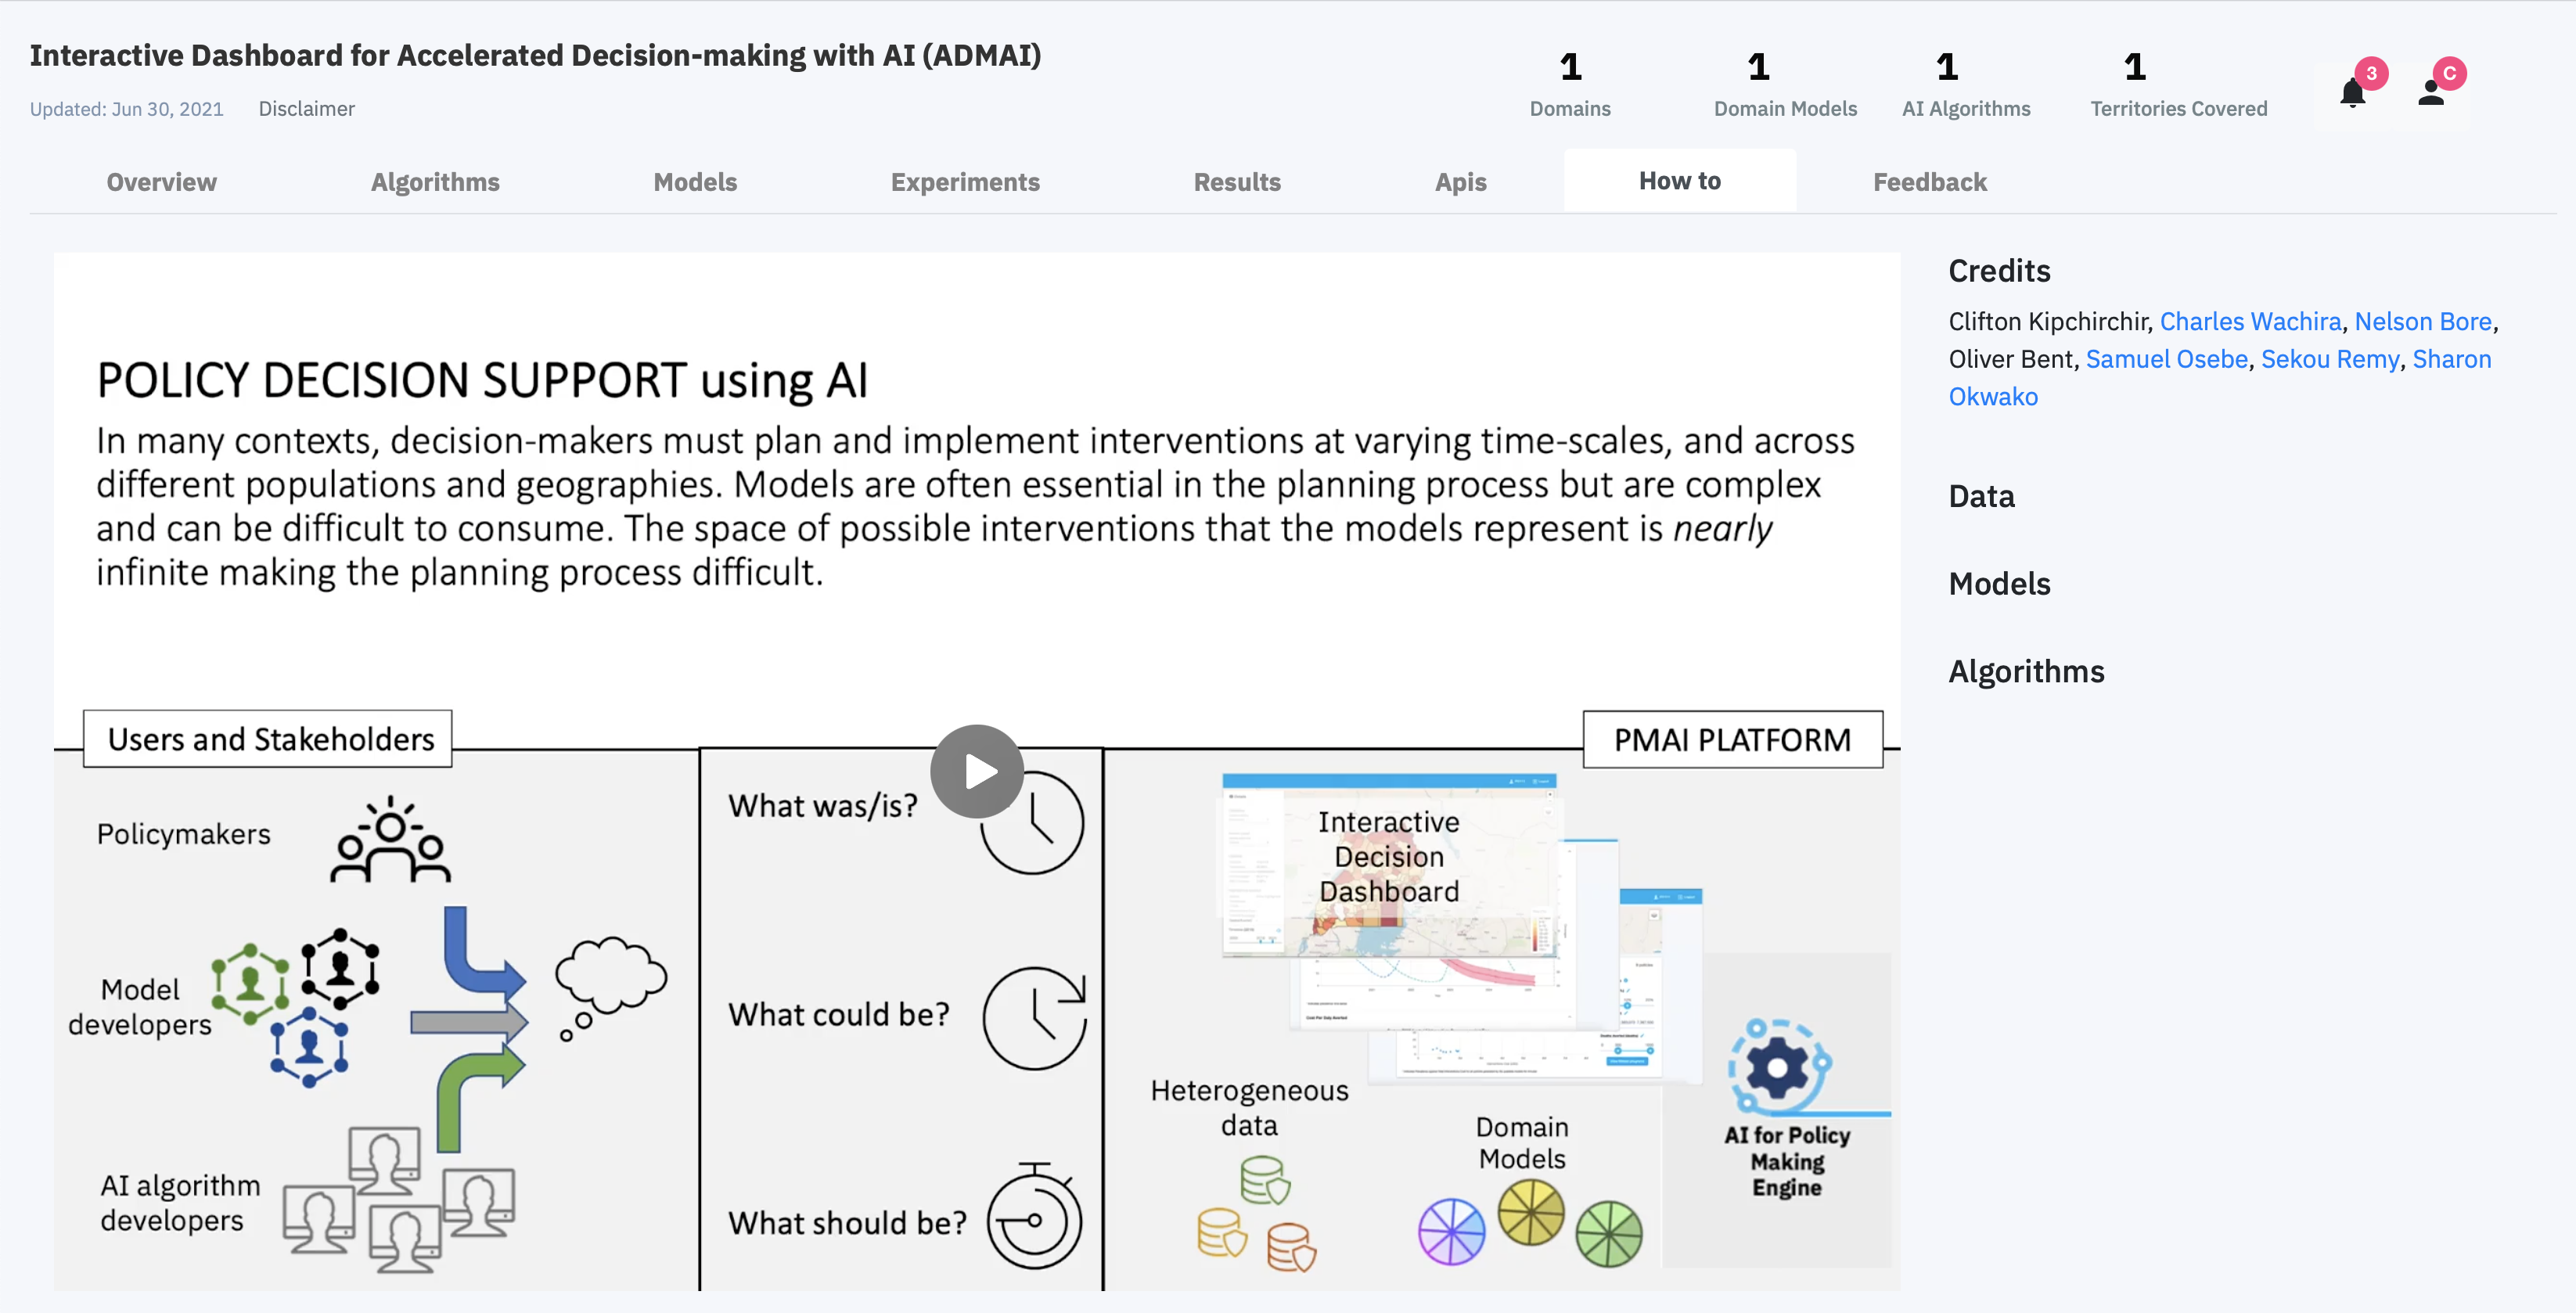 Interactive Dashboard for Accelerated Decision-making with AI (ADMAI)
Updated: Jun 30, 2021 Disclaimer
1 Domains
1 Domain Models
1 AI Algorithms
1 Territories Covered
3
C
Overview Algorithms Models Experiments Results Apis How to Feedback
POLICY DECISION SUPPORT using AI
In many contexts, decision-makers must plan and implement interventions at varying time-scales, and across
different populations and geographies. Models are often essential in the planning process but are complex
and can be difficult to consume. The space of possible interventions that the models represent is nearly
infinite making the planning process difficult.
Users and Stakeholders
Policymakers
Model
developers
AI algorithm
developers
What was/is?
What could be?
What should be?
PMAI PLATFORM
Interactive
Decision
Dashboard
Heterogeneous
data
Domain
Models
AI for Policy
Making
Engine
Credits
Clifton Kipchirchir, Charles Wachira, Nelson Bore,
Oliver Bent, Samuel Osebe, Sekou Remy, Sharon
Okwako
Data
Models
Algorithms